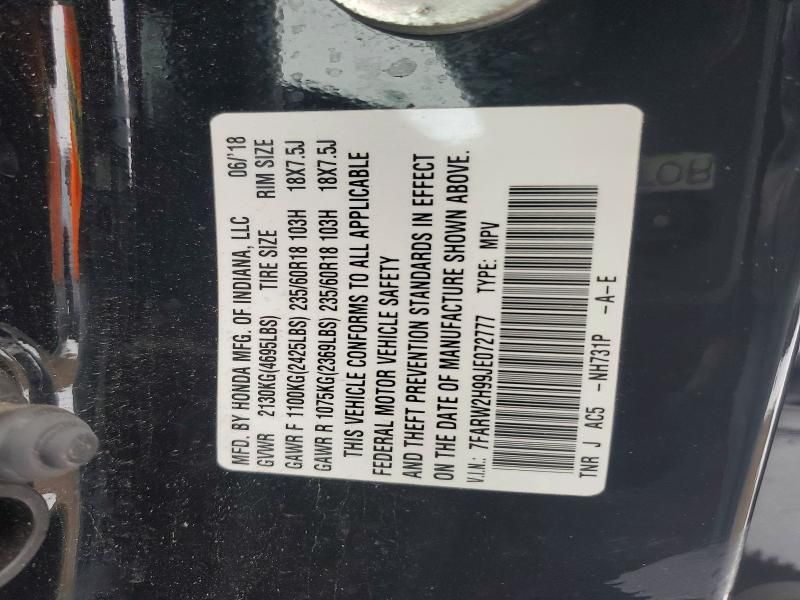 MFD. BY HONDA MFG. OF INDIANA, LLC 06/'18
GVWR 2130KG(4695LBS) TIRE SIZE RIM SIZE
GAWR F 1100KG(2425LBS) 235/60R18 103H 18X7.5J
GAWR R 1075KG(2369LBS) 235/60R18 103H 18X7.5J
THIS VEHICLE CONFORMS TO ALL APPLICABLE
FEDERAL MOTOR VEHICLE SAFETY
AND THEFT PREVENTION STANDARDS IN EFFECT
ON THE DATE OF MANUFACTURE SHOWN ABOVE.
V.I.N.: 7FARW2H99JE072777 TYPE: MPV
TNR J AC5 -NH731P -A-E